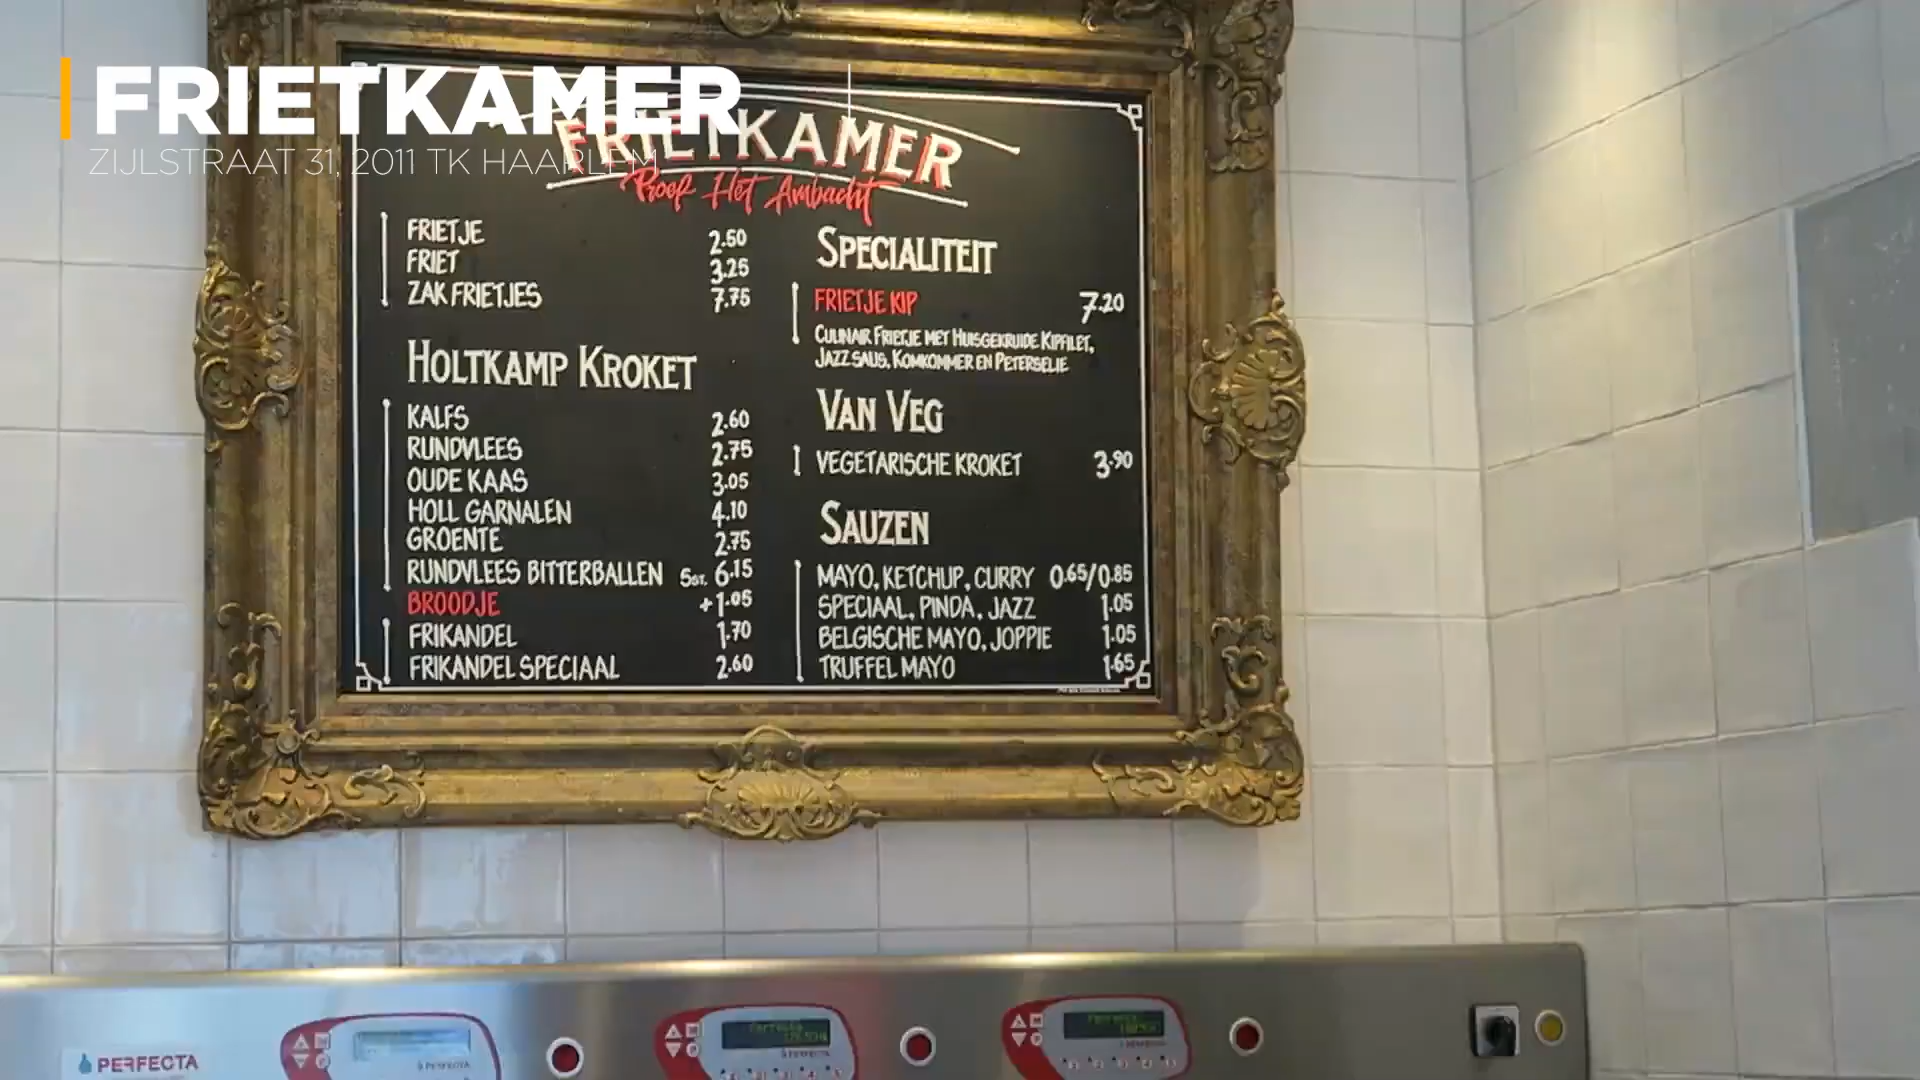 FRIETKAMER
ZIJLSTRAAT 31, 2011 TK HAARLEM
FRIETKAMER
Proef Het Ambacht
FRIETJE 2.50
FRIET 3.25
ZAK FRIETJES 7.75
HOLTKAMP KROKET
KALFS 2.60
RUNDVLEES 2.75
OUDE KAAS 3.05
HOLL GARNALEN 4.10
GROENTE 2.75
RUNDVLEES BITTERBALLEN 5ST. 6.15
BROODJE +1.05
FRIKANDEL 1.70
FRIKANDEL SPECIAAL 2.60
SPECIALITEIT
FRIETJE KIP 7.20
CULINAIR FRIETJE MET HUISGEKRUIDE KIPFILET,
JAZZ SAUS, KOMKOMMER EN PETERSELIE
VAN VEG
VEGETARISCHE KROKET 3.90
SAUZEN
MAYO, KETCHUP, CURRY 0.65/0.85
SPECIAAL, PINDA, JAZZ 1.05
BELGISCHE MAYO, JOPPIE 1.05
TRUFFEL MAYO 1.65
PERFECTA
PERFECTA
PERFECTA